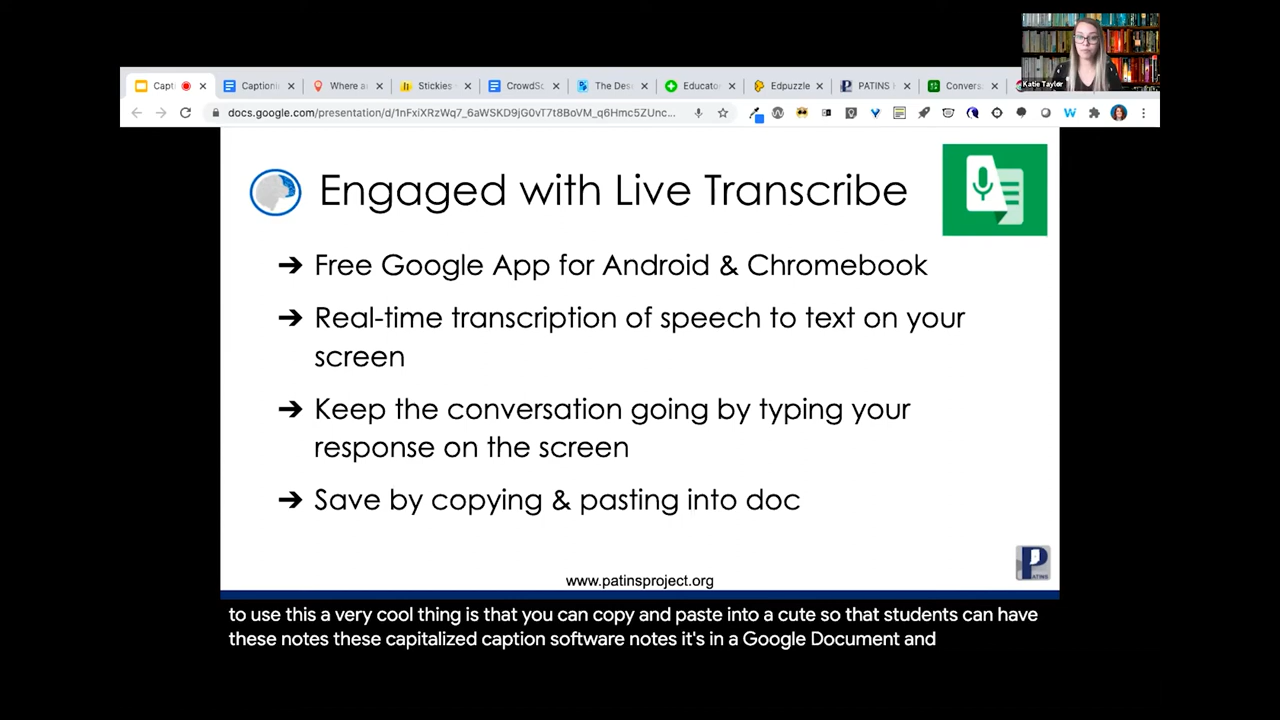 Katie Taylor
Capti
Captioni
Where ar
Stickies
CrowdSc
The Des
Educator
Edpuzzle
PATINS
Convers
docs.google.com/presentation/d/1nFxiXRzWq7_6aWSKD9jG0vT7t8BoVM_q6Hmc5ZUnc...
Engaged with Live Transcribe
➔ Free Google App for Android & Chromebook
➔ Real-time transcription of speech to text on your
screen
➔ Keep the conversation going by typing your
response on the screen
➔ Save by copying & pasting into doc
P
PATINS
www.patinsproject.org
to use this a very cool thing is that you can copy and paste into a cute so that students can have
these notes these capitalized caption software notes it's in a Google Document and